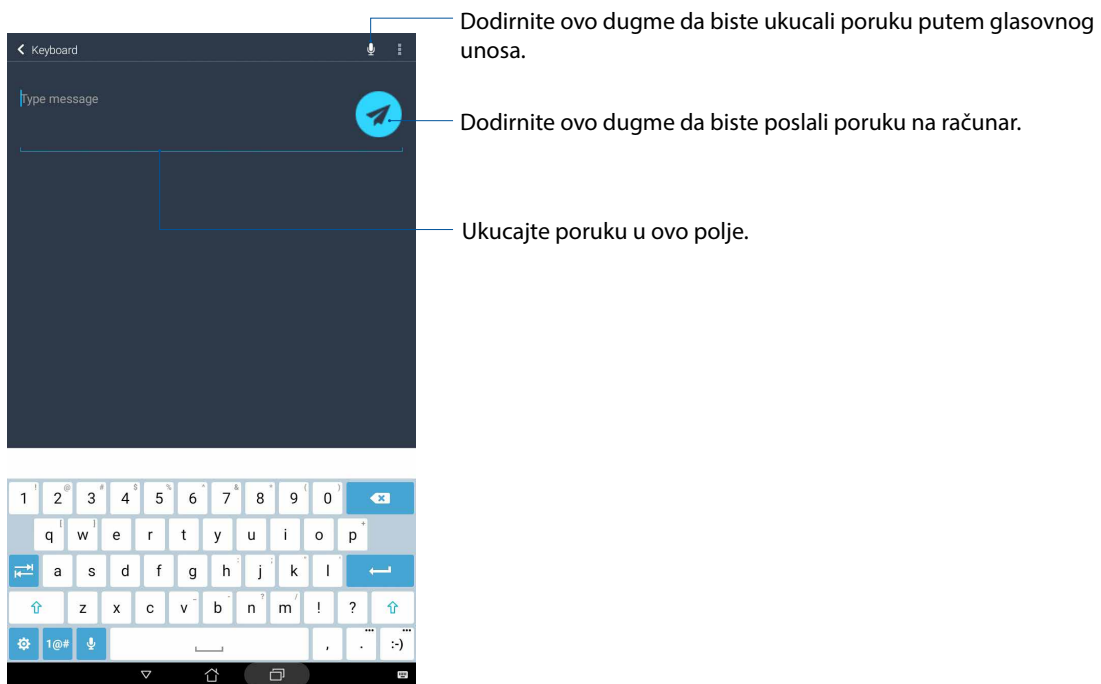 Dodirnite ovo dugme da biste ukucali poruku putem glasovnog
unosa.
Keyboard
Type message
Dodirnite ovo dugme da biste poslali poruku na računar.
Ukucajte poruku u ovo polje.
1 ! 2 @ 3 # 4 $ 5 % 6 ^ 7 & 8 * 9 ( 0 )
q [ w ] e r t y u i o p +
a s d f g h : j ; k " l '
z x c v - b - n ? m / ! ?
1@# , . ... :-) ...